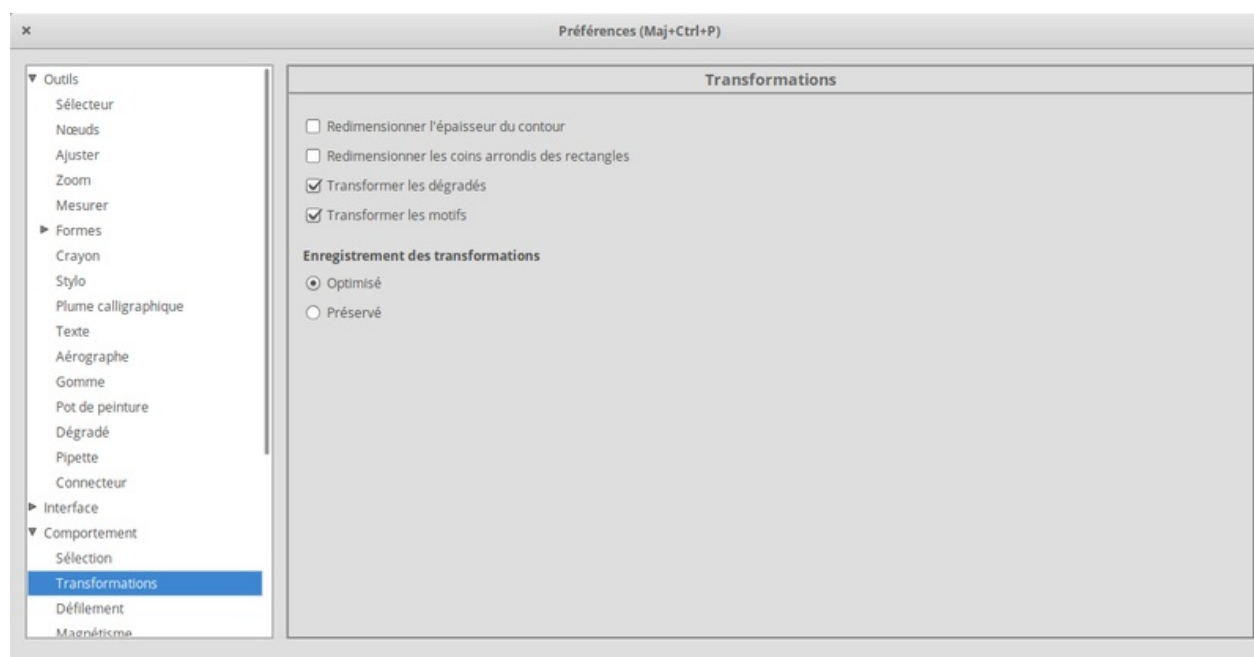 Préférences (Maj+Ctrl+P)
Outils
Sélecteur
Nœuds
Ajuster
Zoom
Mesurer
Formes
Crayon
Stylo
Plume calligraphique
Texte
Aérographe
Gomme
Pot de peinture
Dégradé
Pipette
Connecteur
Interface
Comportement
Sélection
Transformations
Défilement
Magnétisme
Transformations
Redimensionner l'épaisseur du contour
Redimensionner les coins arrondis des rectangles
Transformer les dégradés
Transformer les motifs
Enregistrement des transformations
Optimisé
Préservé